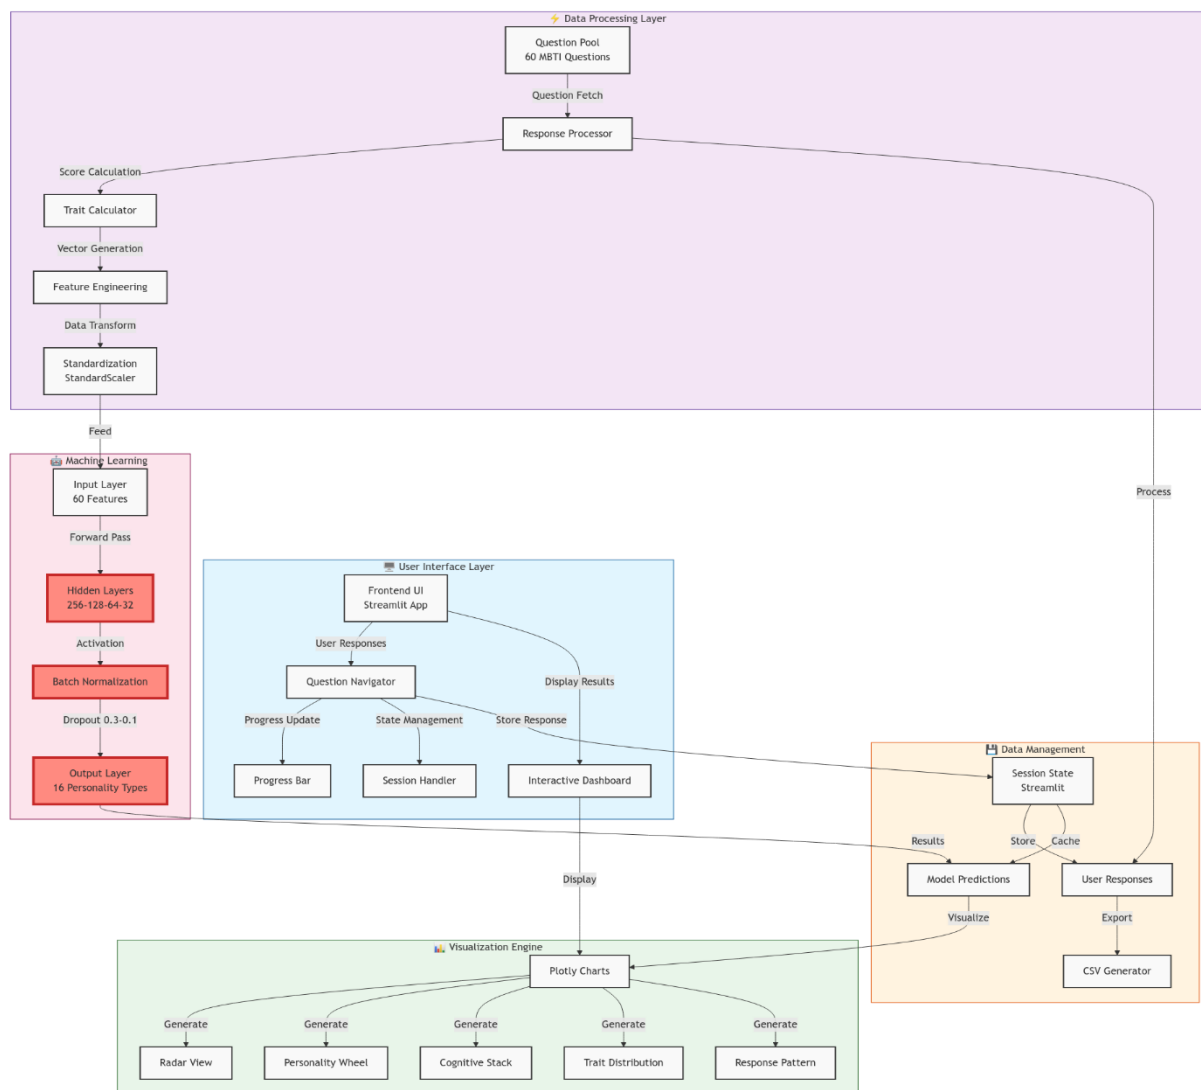 ⚡ Data Processing Layer
Question Pool
60 MBTI Questions
Question Fetch
Response Processor
Score Calculation
Trait Calculator
Vector Generation
Feature Engineering
Data Transform
Standardization
StandardScaler
Feed
🤖 Machine Learning
Input Layer
60 Features
Process
Forward Pass
🖥️ User Interface Layer
Hidden Layers
256-128-64-32
Frontend UI
Streamlit App
Activation
User Responses
Batch Normalization
Question Navigator
Display Results
Dropout 0.3-0.1
Progress Update
State Management
Store Response
💾 Data Management
Output Layer
16 Personality Types
Progress Bar
Session Handler
Interactive Dashboard
Session State
Streamlit
Results
Store
Cache
Display
Model Predictions
User Responses
Visualize
Export
📊 Visualization Engine
Plotly Charts
CSV Generator
Generate
Generate
Generate
Generate
Generate
Radar View
Personality Wheel
Cognitive Stack
Trait Distribution
Response Pattern